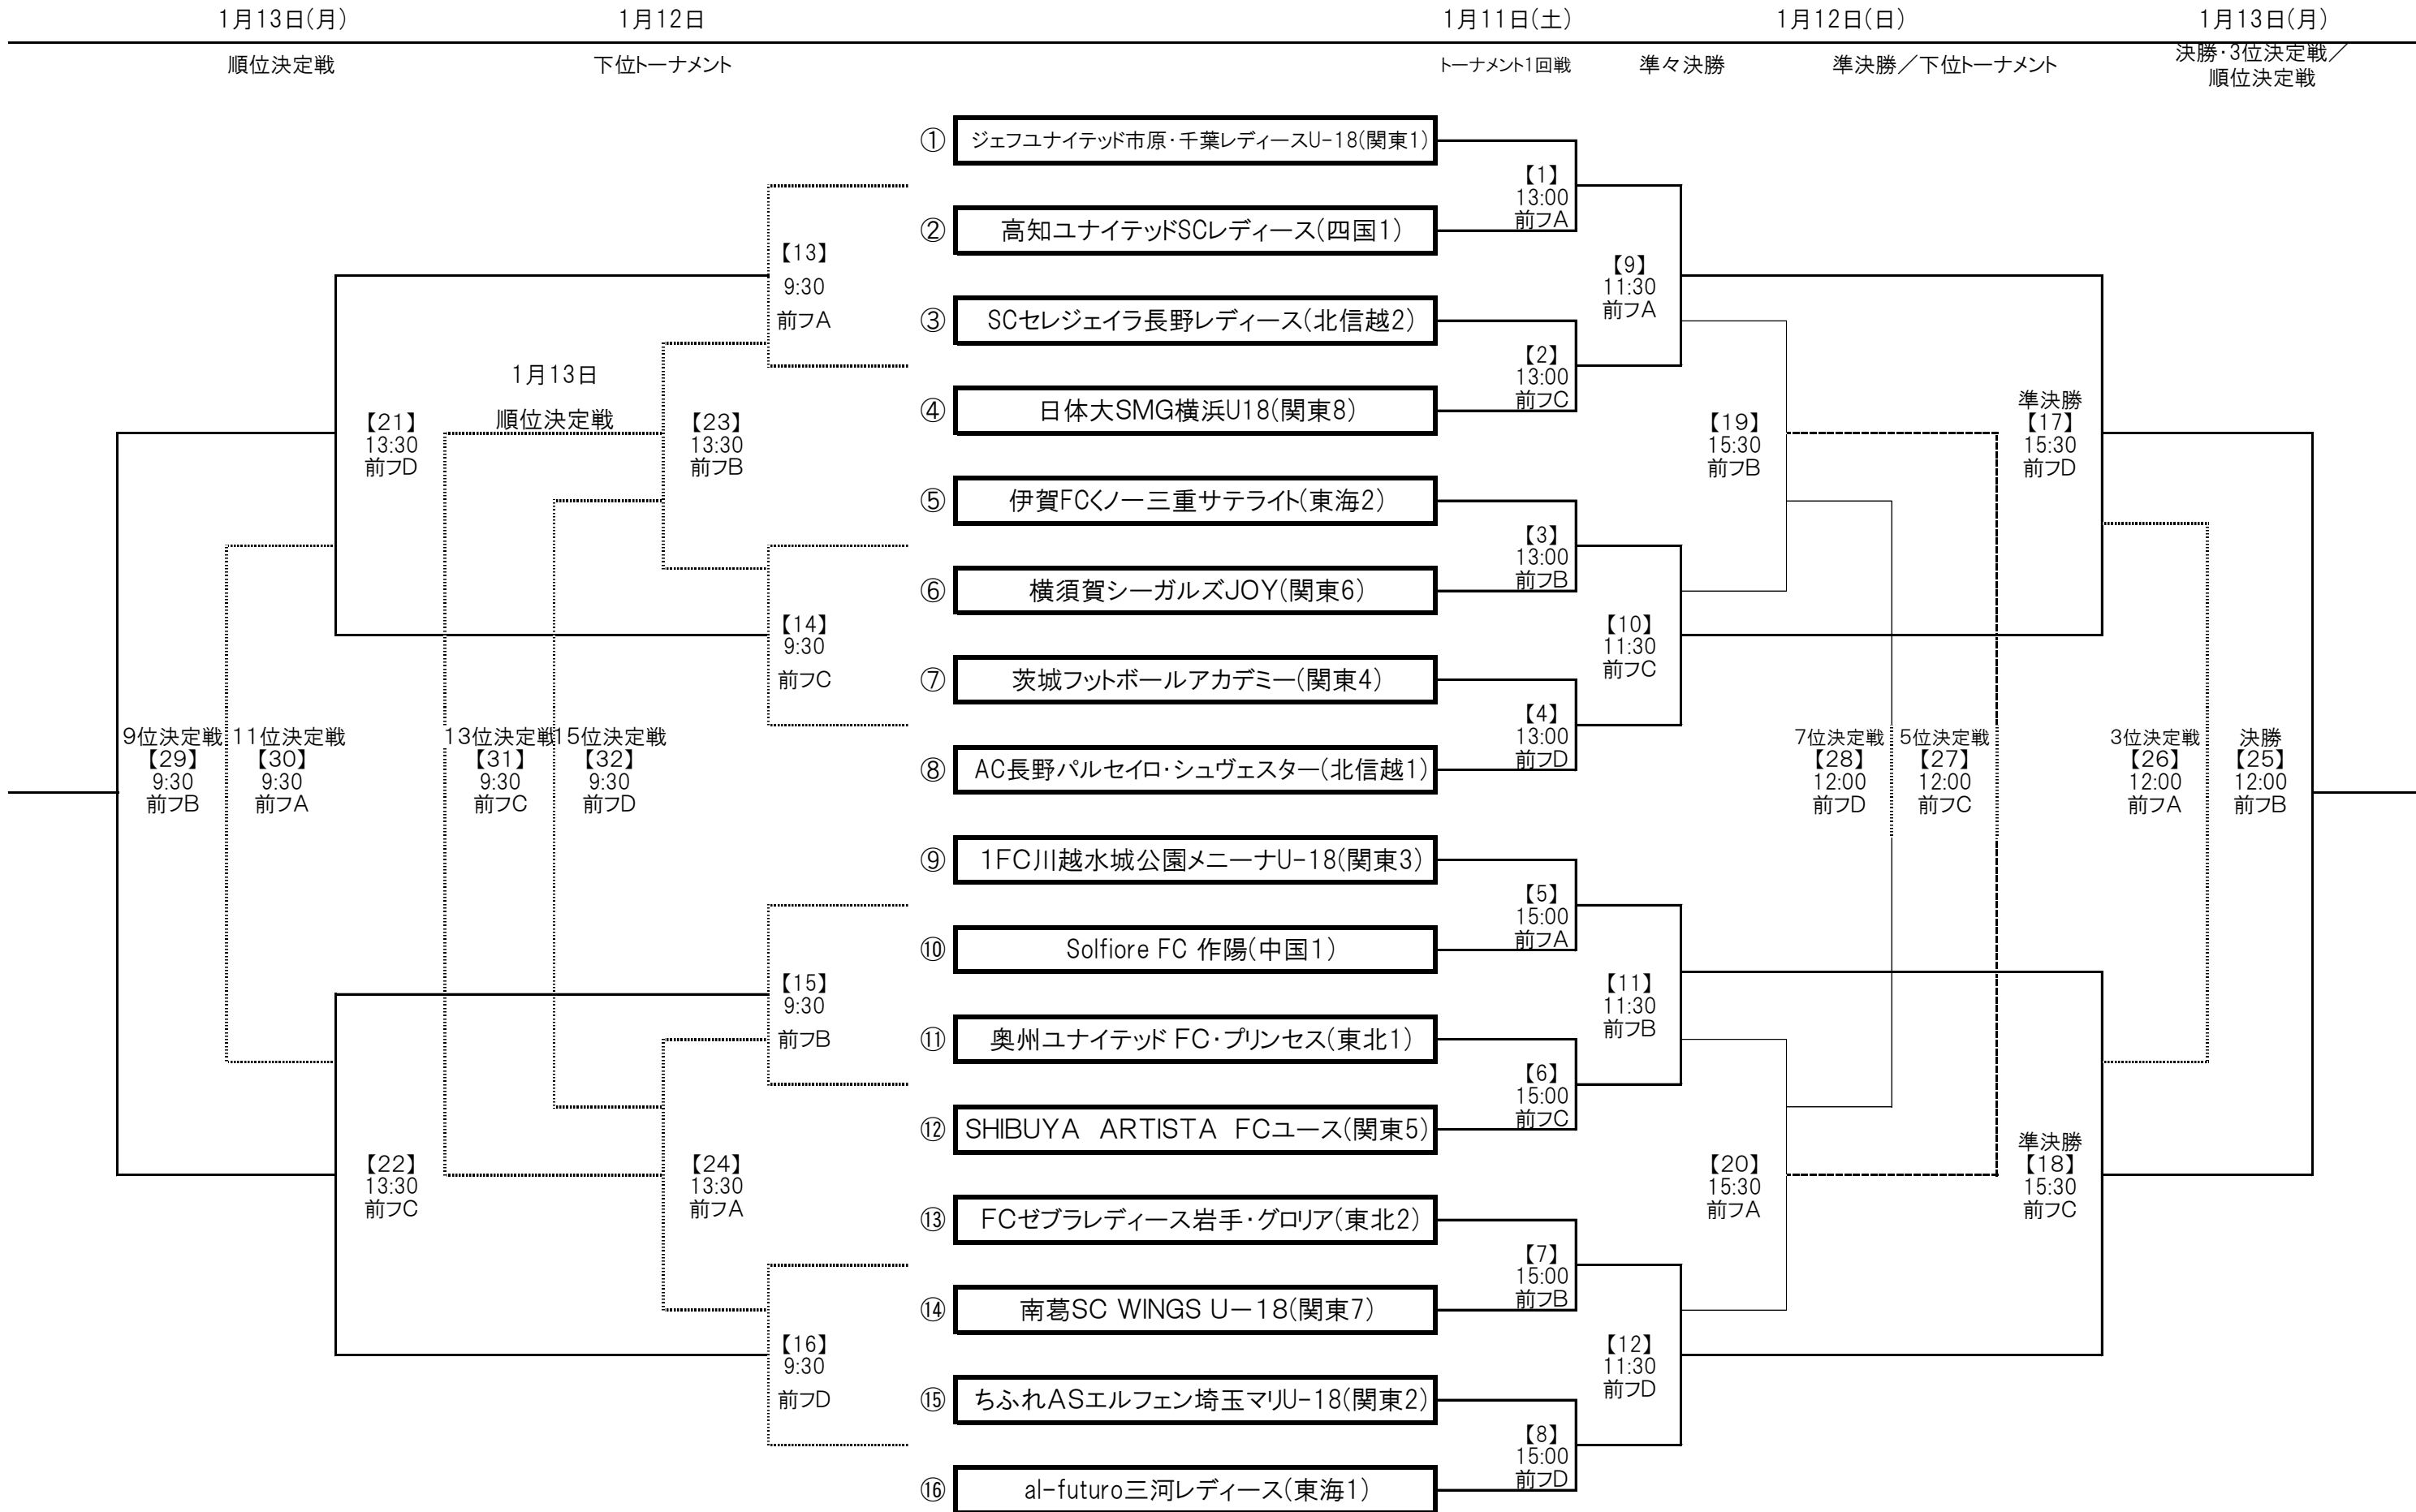 1月13日(月)
1月12日
1月11日(土)
1月12日(日)
1月13日(月)
順位決定戦
下位トーナメント
トーナメント1回戦
準々決勝
準決勝／下位トーナメント
決勝・3位決定戦／
順位決定戦
① ジェフユナイテッド市原・千葉レディースU-18(関東1)
② 高知ユナイテッドSCレディース(四国1)
③ SCセレジェイラ長野レディース(北信越2)
④ 日体大SMG横浜U18(関東8)
⑤ 伊賀FCくノ一三重サテライト(東海2)
⑥ 横須賀シーガルズJOY(関東6)
⑦ 茨城フットボールアカデミー(関東4)
⑧ AC長野パルセイロ・シュヴェスター(北信越1)
⑨ 1FC川越水城公園メニーナU-18(関東3)
⑩ Solfiore FC 作陽(中国1)
⑪ 奥州ユナイテッド FC・プリンセス(東北1)
⑫ SHIBUYA　ARTISTA　FCユース(関東5)
⑬ FCゼブラレディース岩手・グロリア(東北2)
⑭ 南葛SC WINGS U－18(関東7)
⑮ ちふれASエルフェン埼玉マリU-18(関東2)
⑯ al-futuro三河レディース(東海1)
【1】
13:00
前フA
【2】
13:00
前フC
【3】
13:00
前フB
【4】
13:00
前フD
【5】
15:00
前フA
【6】
15:00
前フC
【7】
15:00
前フB
【8】
15:00
前フD
【9】
11:30
前フA
【10】
11:30
前フC
【11】
11:30
前フB
【12】
11:30
前フD
【19】
15:30
前フB
【20】
15:30
前フA
準決勝
【17】
15:30
前フD
準決勝
【18】
15:30
前フC
7位決定戦
【28】
12:00
前フD
5位決定戦
【27】
12:00
前フC
3位決定戦
【26】
12:00
前フA
決勝
【25】
12:00
前フB
【13】
9:30
前フA
【14】
9:30
前フC
【15】
9:30
前フB
【16】
9:30
前フD
1月13日
順位決定戦
【21】
13:30
前フD
【23】
13:30
前フB
【22】
13:30
前フC
【24】
13:30
前フA
9位決定戦
【29】
9:30
前フB
11位決定戦
【30】
9:30
前フA
13位決定戦
【31】
9:30
前フC
15位決定戦
【32】
9:30
前フD